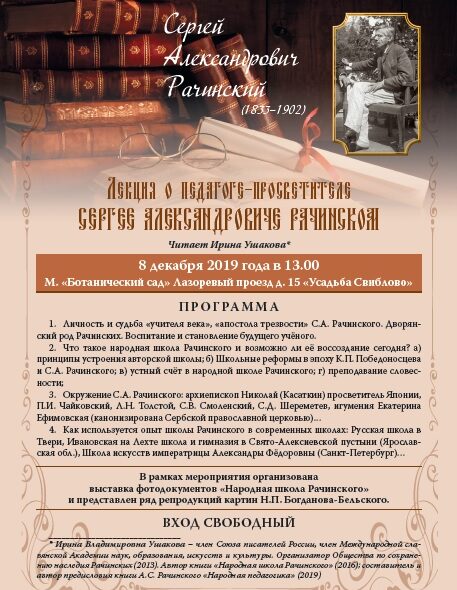 Сергей
Александрович
Рачинский
(1833–1902)
Лекция о педагоге-просветителе
СЕРГЕЕ АЛЕКСАНДРОВИЧЕ РАЧИНСКОМ
Читает Ирина Ушакова*
8 декабря 2019 года в 13.00
М. «Ботанический сад» Лазоревый проезд д. 15 «Усадьба Свиблово»
ПРОГРАММА
1. Личность и судьба «учителя века», «апостола трезвости» С.А. Рачинского. Дворян-
ский род Рачинских. Воспитание и становление будущего учёного.
2. Что такое народная школа Рачинского и возможно ли её воссоздание сегодня? а)
принципы устроения авторской школы; б) Школьные реформы в эпоху К.П. Победоносцева
и С.А. Рачинского; в) устный счёт в народной школе Рачинского; г) преподавание словес-
ности;
3. Окружение С.А. Рачинского: архиепископ Николай (Касаткин) просветитель Японии,
П.И. Чайковский, Л.Н. Толстой, С.В. Смоленский, С.Д. Шереметев, игумения Екатерина
Ефимовская (канонизирована Сербской православной церковью)…
4. Как используется опыт школы Рачинского в современных школах: Русская школа в
Твери, Ивановская на Лехте школа и гимназия в Свято-Алексиевской пустыни (Ярослав-
ская обл.), Школа искусств императрицы Александры Фёдоровны (Санкт-Петербург)…
В рамках мероприятия организована
выставка фотодокументов «Народная школа Рачинского»
и представлен ряд репродукций картин Н.П. Богданова-Бельского.
ВХОД СВОБОДНЫЙ
* Ирина Владимировна Ушакова – член Союза писателей России, член Международной сла-
вянской Академии наук, образования, искусств и культуры. Организатор Общества по сохране-
нию наследия Рачинских (2013). Автор книги «Народная школа Рачинского» (2016); составитель и
автор предисловия книги А.С. Рачинского «Народная педагогика» (2019)